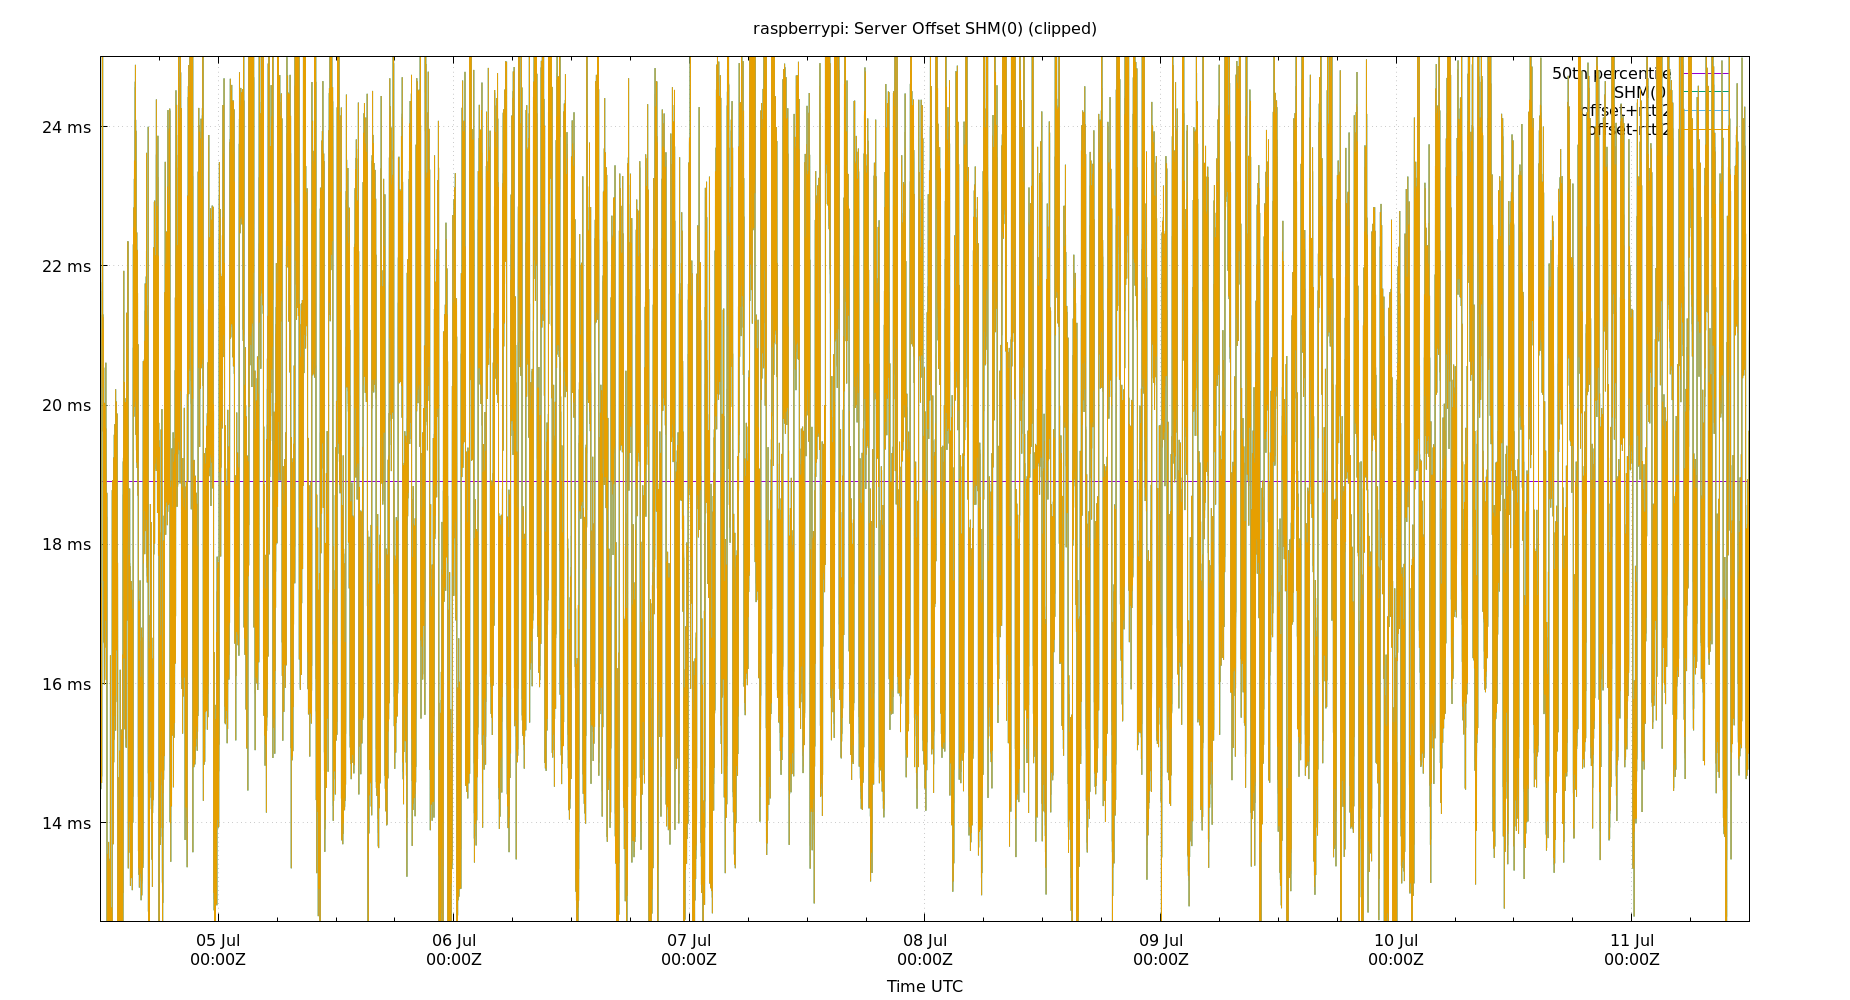 raspberrypi: Server Offset SHM(0) (clipped)
50th percentile
SHM(0)
offset+rtt/2
offset-rtt/2
24 ms
22 ms
20 ms
18 ms
16 ms
14 ms
05 Jul 06 Jul 07 Jul 08 Jul 09 Jul 10 Jul 11 Jul
00:00Z 00:00Z 00:00Z 00:00Z 00:00Z 00:00Z 00:00Z
Time UTC